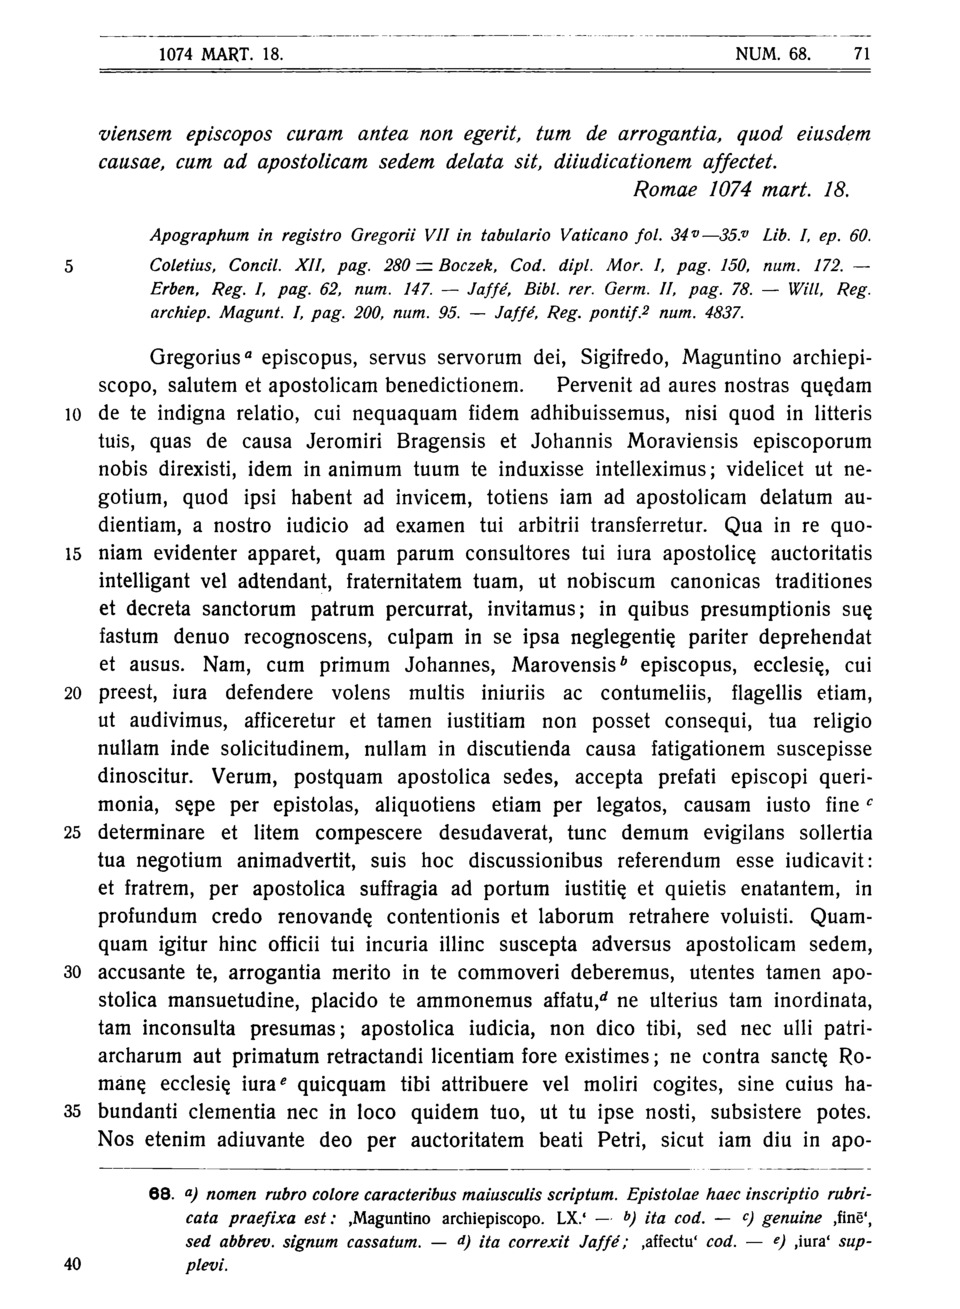 1074 MART. 18. NUM. 68. 71
viensem episcopos curam antea non egerit, tum de arrogantia, quod eiusdem
causae, cum ad apostolicam sedem delata sit, diiudicationem affectet.
Romae 1074 mart. 18.
Apographum in registro Gregorii VII in tabulario Vaticano fol. 34v—35.v Lib. I, ep. 60.
5 Coletius, Concil. XII, pag. 280 = Boczek, Cod. dipl. Mor. I, pag. 150, num. 172. —
Erben, Reg. I, pag. 62, num. 147. — Jaffé, Bibl. rer. Germ. II, pag. 78. — Will, Reg.
archiep. Magunt. I, pag. 200, num. 95. — Jaffé, Reg. pontif.² num. 4837.
Gregorius a episcopus, servus servorum dei, Sigifredo, Maguntino archiepi-
scopo, salutem et apostolicam benedictionem. Pervenit ad aures nostras quędam
10 de te indigna relatio, cui nequaquam fidem adhibuissemus, nisi quod in litteris
tuis, quas de causa Jeromiri Bragensis et Johannis Moraviensis episcoporum
nobis direxisti, idem in animum tuum te induxisse intelleximus; videlicet ut ne-
gotium, quod ipsi habent ad invicem, totiens iam ad apostolicam delatum au-
dientiam, a nostro iudicio ad examen tui arbitrii transferretur. Qua in re quo-
15 niam evidenter apparet, quam parum consultores tui iura apostolicę auctoritatis
intelligant vel adtendant, fraternitatem tuam, ut nobiscum canonicas traditiones
et decreta sanctorum patrum percurrat, invitamus; in quibus presumptionis suę
fastum denuo recognoscens, culpam in se ipsa neglegentię pariter deprehendat
et ausus. Nam, cum primum Johannes, Marovensis b episcopus, ecclesię, cui
20 preest, iura defendere volens multis iniuriis ac contumeliis, flagellis etiam,
ut audivimus, afficeretur et tamen iustitiam non posset consequi, tua religio
nullam inde solicitudinem, nullam in discutienda causa fatigationem suscepisse
dinoscitur. Verum, postquam apostolica sedes, accepta prefati episcopi queri-
monia, sępe per epistolas, aliquotiens etiam per legatos, causam iusto fine c
25 determinare et litem compescere desudaverat, tunc demum evigilans sollertia
tua negotium animadvertit, suis hoc discussionibus referendum esse iudicavit:
et fratrem, per apostolica suffragia ad portum iustitię et quietis enatantem, in
profundum credo renovandę contentionis et laborum retrahere voluisti. Quam-
quam igitur hinc officii tui incuria illinc suscepta adversus apostolicam sedem,
30 accusante te, arrogantia merito in te commoveri deberemus, utentes tamen apo-
stolica mansuetudine, placido te ammonemus affatu,d ne ulterius tam inordinata,
tam inconsulta presumas; apostolica iudicia, non dico tibi, sed nec ulli patri-
archarum aut primatum retractandi licentiam fore existimes; ne contra sanctę Ro-
manę ecclesię iura e quicquam tibi attribuere vel moliri cogites, sine cuius ha-
35 bundanti clementia nec in loco quidem tuo, ut tu ipse nosti, subsistere potes.
Nos etenim adiuvante deo per auctoritatem beati Petri, sicut iam diu in apo-
68. a) nomen rubro colore caracteribus maiusculis scriptum. Epistolae haec inscriptio rubri-
cata praefixa est: ‚Maguntino archiepiscopo. LX.‘ — b) ita cod. — c) genuine ‚finē‘,
sed abbrev. signum cassatum. — d) ita correxit Jaffé; ‚affectu‘ cod. — e) ‚iura‘ sup-
40 plevi.